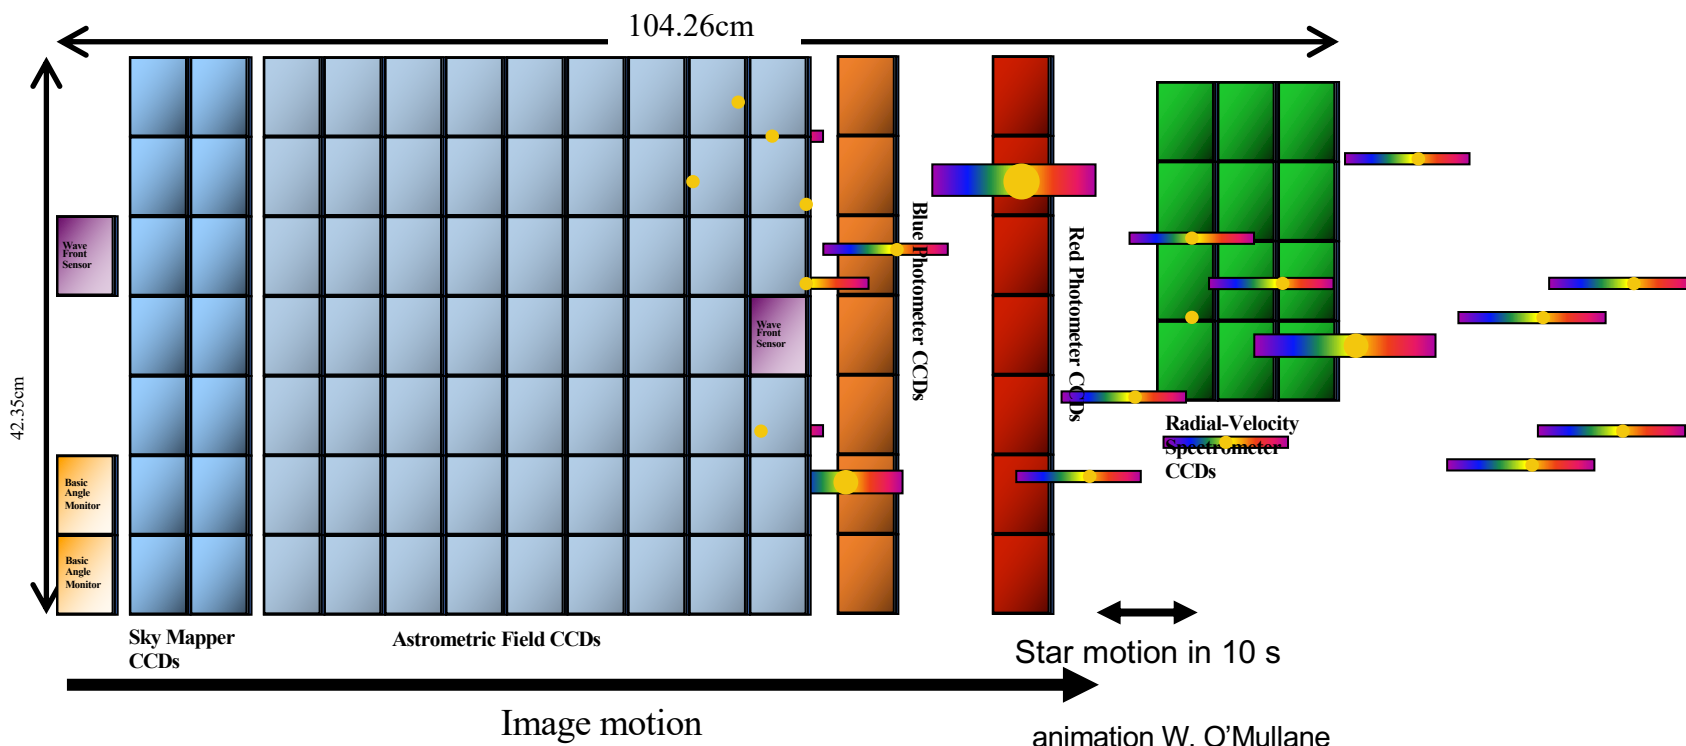 104.26cm
42.35cm
Wave
Front
Sensor
Wave
Front
Sensor
Blue Photometer CCDs
Red Photometer CCDs
Radial-Velocity
Spectrometer
CCDs
Basic
Angle
Monitor
Basic
Angle
Monitor
Sky Mapper
CCDs
Astrometric Field CCDs
Star motion in 10 s
Image motion
animation W. O’Mullane